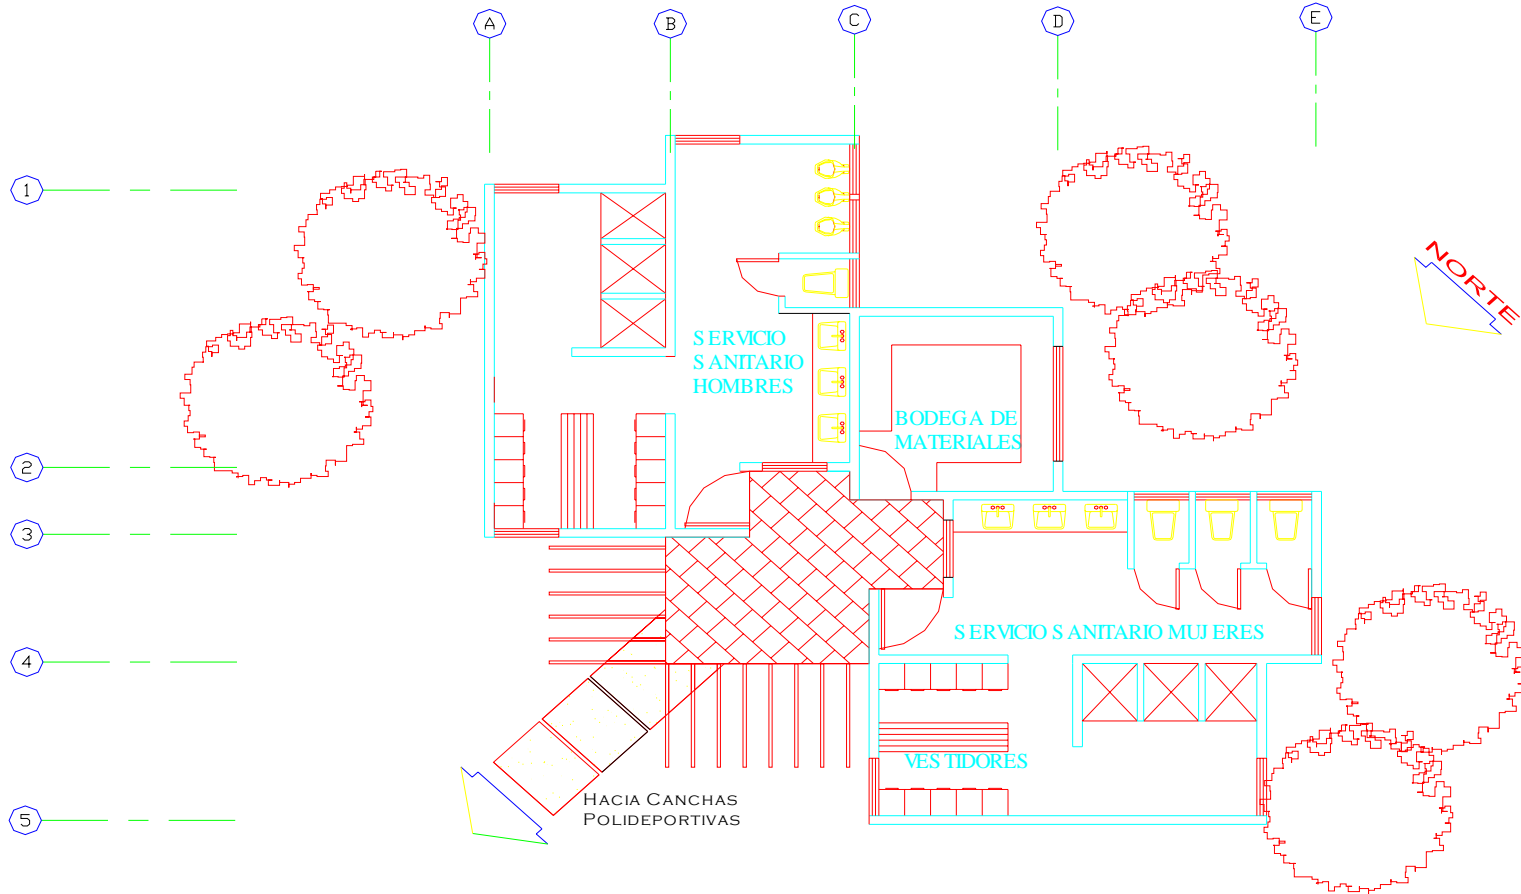 A
B
C
D
E
1
2
3
4
5
NORTE
SERVICIO
SANITARIO
HOMBRES
BODEGA DE
MATERIALES
SERVICIO SANITARIO MUJERES
VESTIDORES
HACIA CANCHAS
POLIDEPORTIVAS